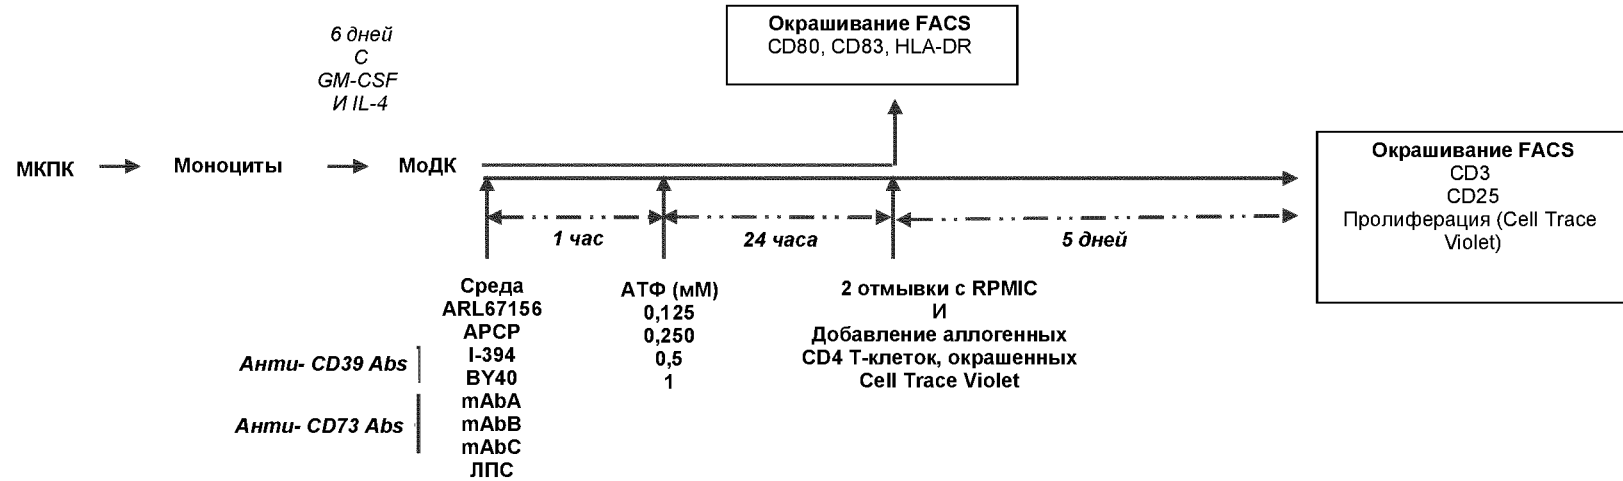 Окрашивание FACS
CD80, CD83, HLA-DR
6 дней
С
GM-CSF
И IL-4
МКПК
Моноциты
МоДК
Окрашивание FACS
CD3
CD25
Пролиферация (Cell Trace
Violet)
1 час
24 часа
5 дней
Среда
ARL67156
APCP
I-394
BY40
mAbA
mAbB
mAbC
ЛПС
Анти- CD39 Abs
Анти- CD73 Abs
АТФ (мМ)
0,125
0,250
0,5
1
2 отмывки с RPMIC
И
Добавление аллогенных
CD4 Т-клеток, окрашенных
Cell Trace Violet